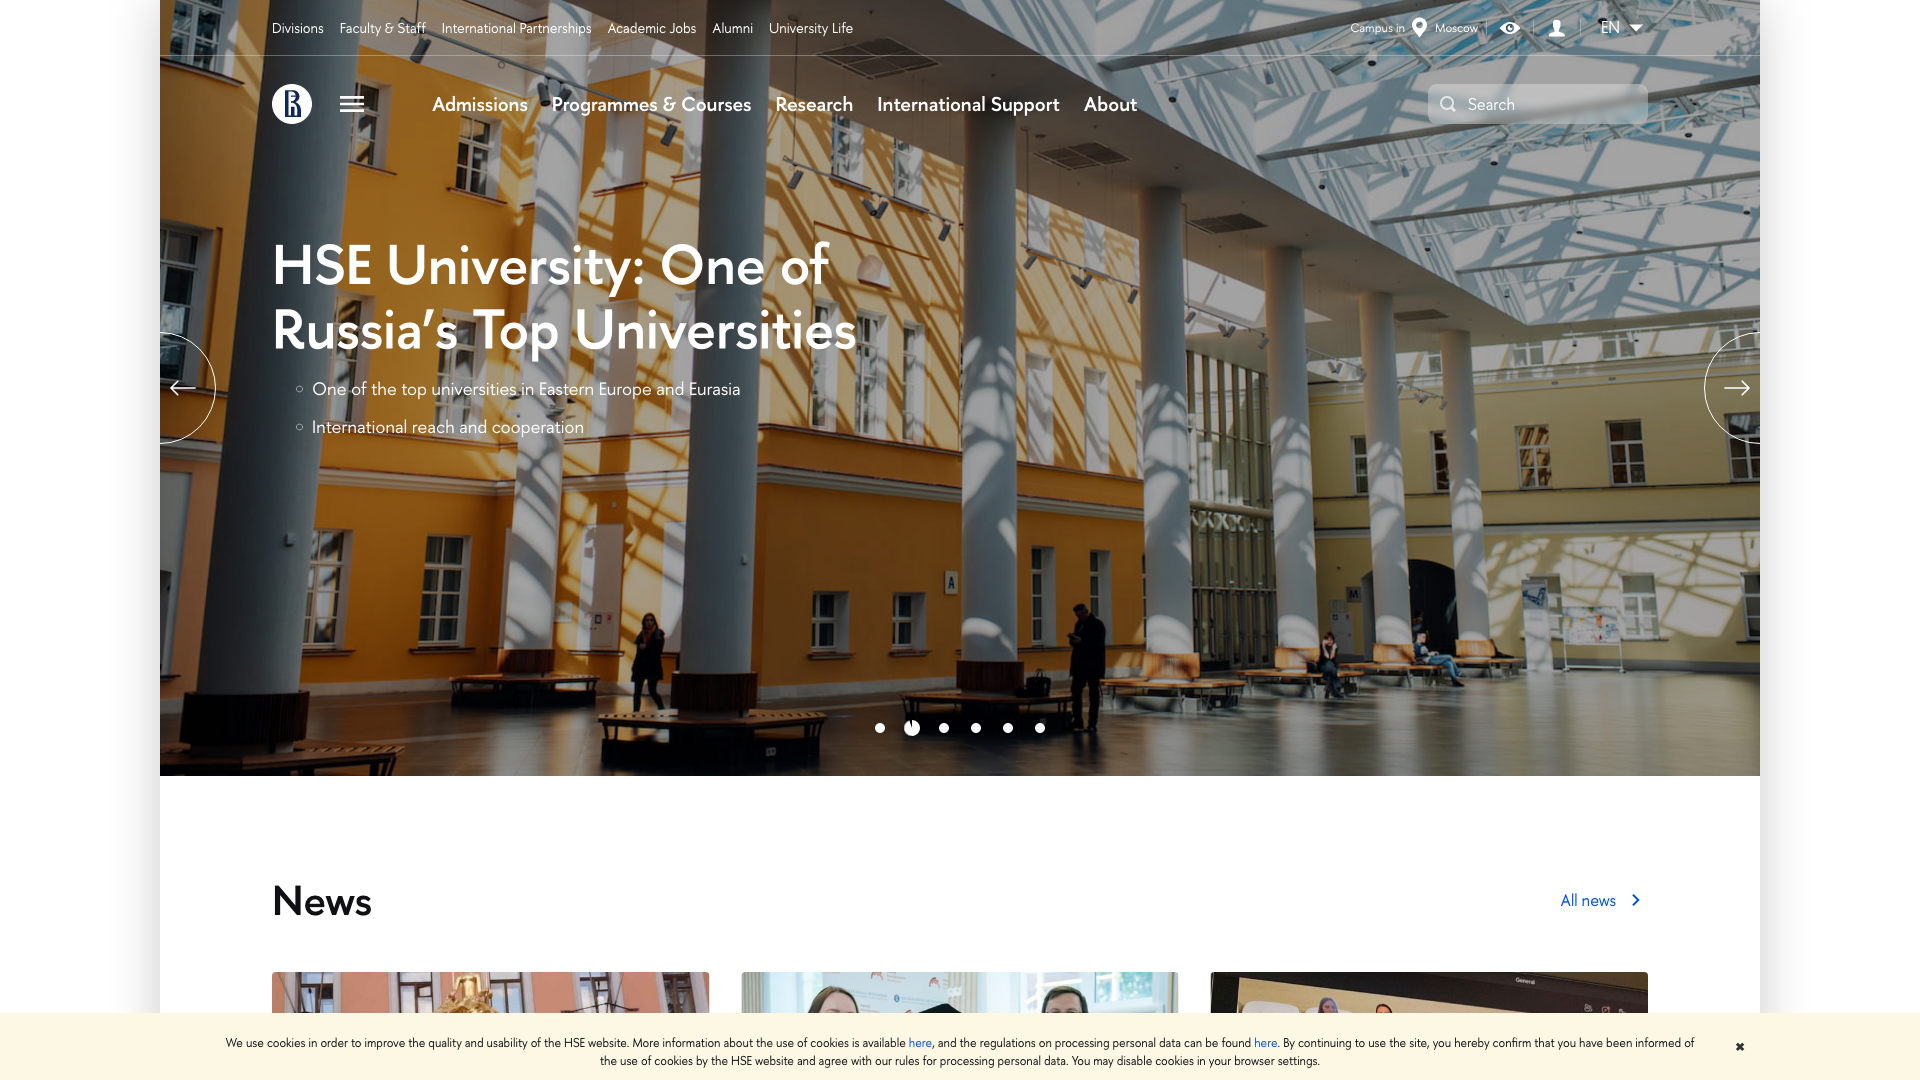 Divisions Faculty & Staff International Partnerships Academic Jobs Alumni University Life Campus in Moscow EN
Admissions Programmes & Courses Research International Support About Search
HSE University: One of
Russia's Top Universities
One of the top universities in Eastern Europe and Eurasia
International reach and cooperation
A
M
News All news
General
We use cookies in order to improve the quality and usability of the HSE website. More information about the use of cookies is available here, and the regulations on processing personal data can be found here. By continuing to use the site, you hereby confirm that you have been informed of
the use of cookies by the HSE website and agree with our rules for processing personal data. You may disable cookies in your browser settings.